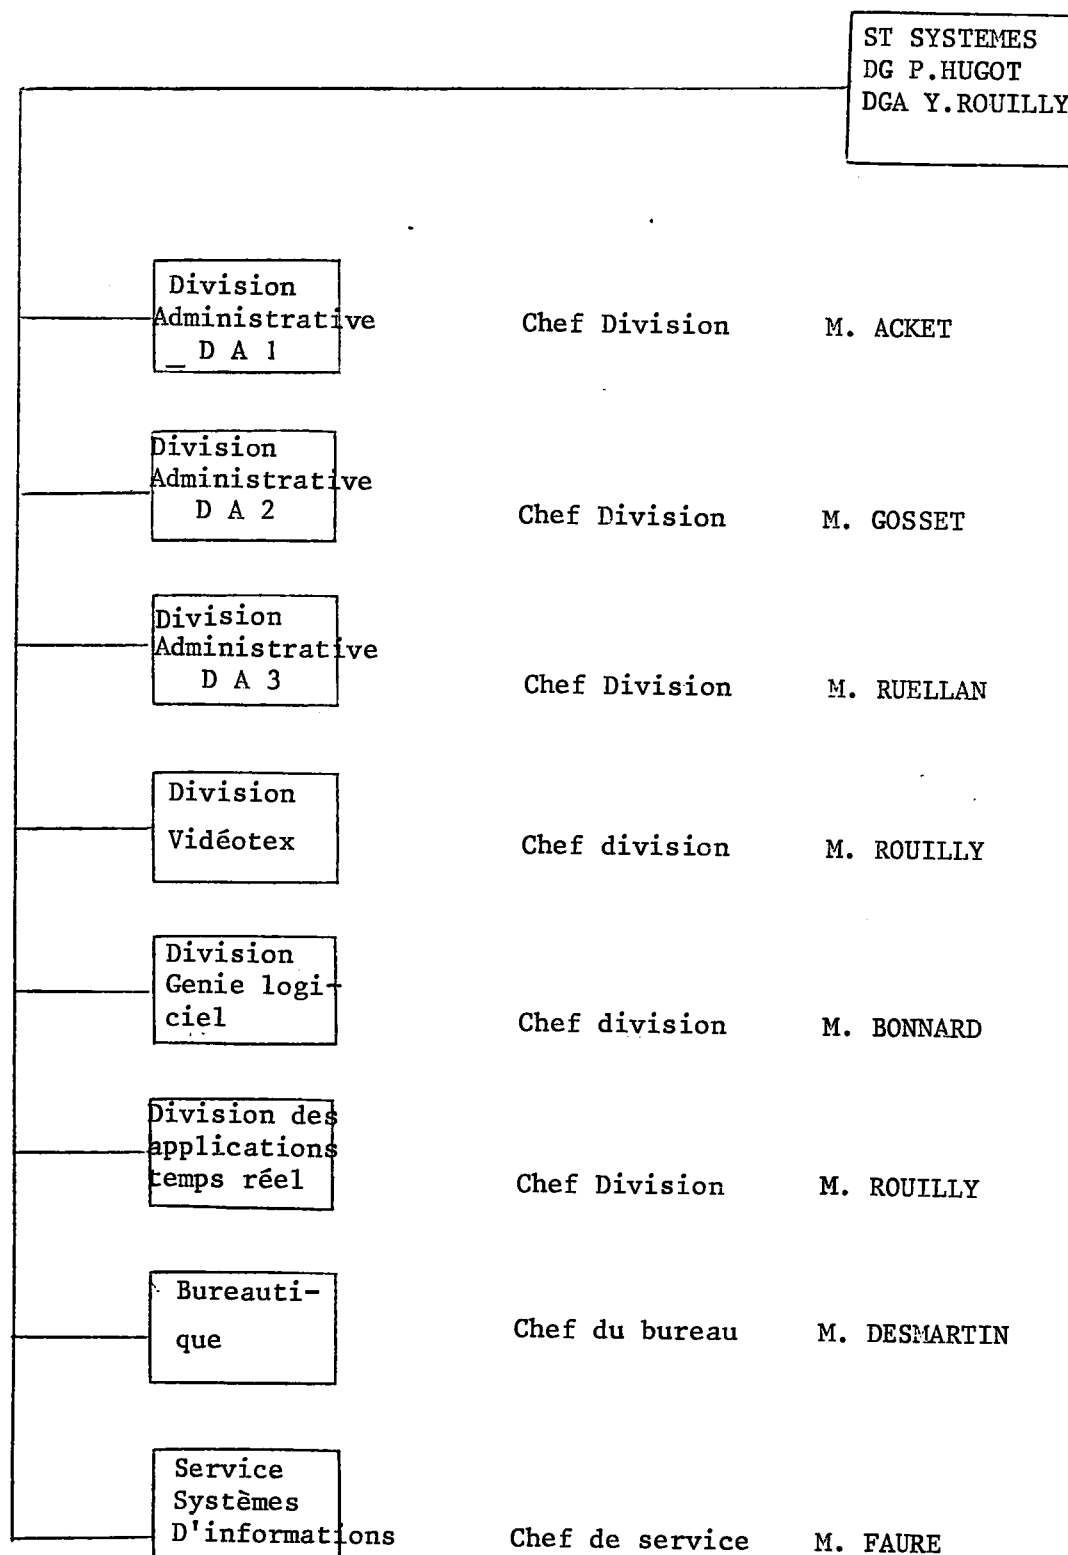 ST SYSTEMES
DG P.HUGOT
DGA Y.ROUILLY
Division
Administrative
_ D A 1
Chef Division M. ACKET
Division
Administrative
D A 2
Chef Division M. GOSSET
Division
Administrative
D A 3
Chef Division M. RUELLAN
Division
Vidéotex
Chef division M. ROUILLY
Division
Genie logi-
ciel
Chef division M. BONNARD
Division des
applications
temps réel
Chef Division M. ROUILLY
Bureauti-
que
Chef du bureau M. DESMARTIN
Service
Systèmes
D'informations
Chef de service M. FAURE